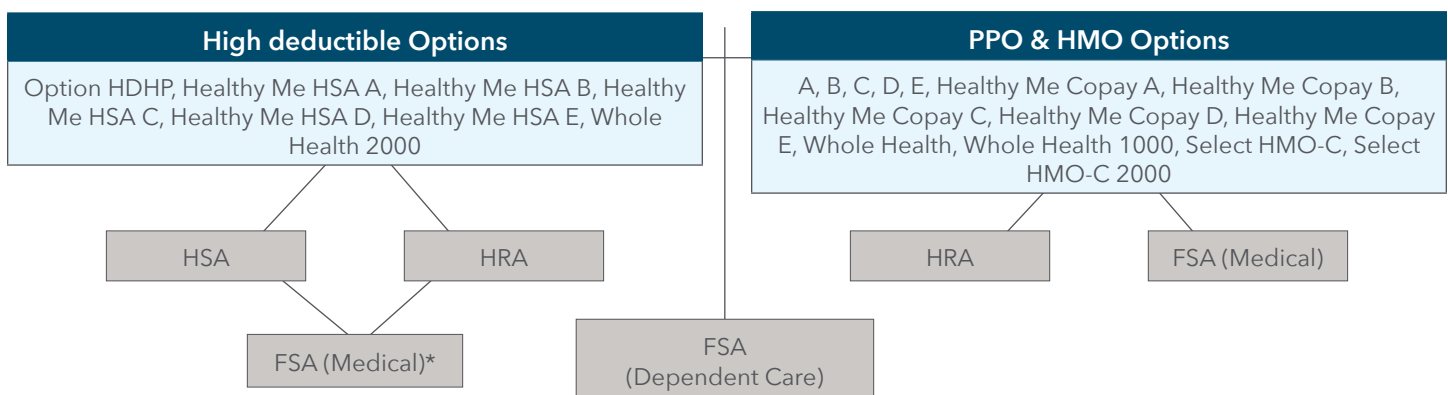 High deductible Options
Option HDHP, Healthy Me HSA A, Healthy Me HSA B, Healthy
Me HSA C, Healthy Me HSA D, Healthy Me HSA E, Whole
Health 2000
PPO & HMO Options
A, B, C, D, E, Healthy Me Copay A, Healthy Me Copay B,
Healthy Me Copay C, Healthy Me Copay D, Healthy Me Copay
E, Whole Health, Whole Health 1000, Select HMO-C, Select
HMO-C 2000
HSA
HRA
FSA (Medical)*
FSA
(Dependent Care)
HRA
FSA (Medical)